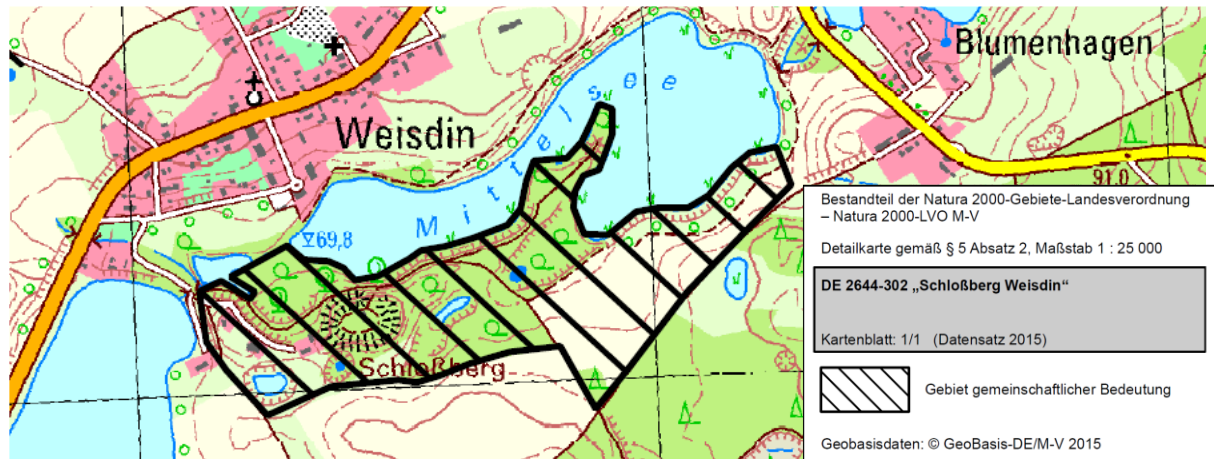 Blumenhagen
Weisdin
Mittelsee
69,8
91.0
Schloßberg
Bestandteil der Natura 2000-Gebiete-Landesverordnung
– Natura 2000-LVO M-V
Detailkarte gemäß § 5 Absatz 2, Maßstab 1 : 25 000
DE 2644-302 „Schloßberg Weisdin“
Kartenblatt: 1/1 (Datensatz 2015)
Gebiet gemeinschaftlicher Bedeutung
Geobasisdaten: © GeoBasis-DE/M-V 2015